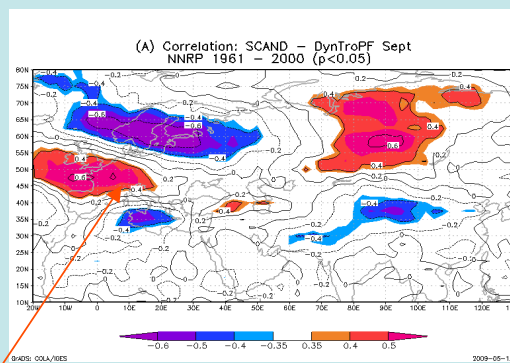 (A) Correlation: SCAND – DynTroPF Sept
NNRP 1961 – 2000 (p<0.05)
80N
75N
70N
65N
60N
55N
50N
45N
40N
35N
30N
25N
20N
15N
10N
20W 10W 0 10E 20E 30E 40E 50E 60E 70E 80E 90E 100E 110E 120E 1
−0.6 −0.5 −0.4 −0.35 0.35 0.4 0.5
GrADS: COLA/IGES 2009-05-1